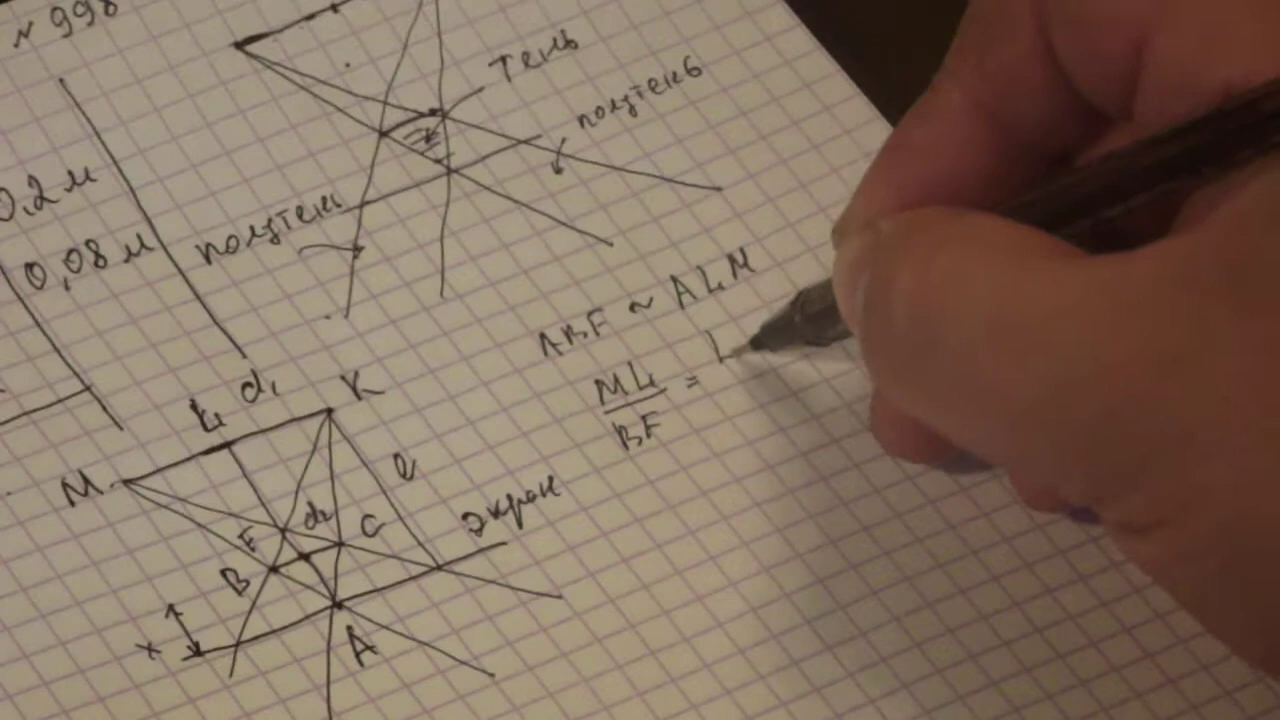 № 998
0,2 м
0,08 м
тень
полутень
полутень
ABF ~ ALM
ML
BF
= L
d₁
L
K
M
l
F
d₂
C
B
экран
x
A